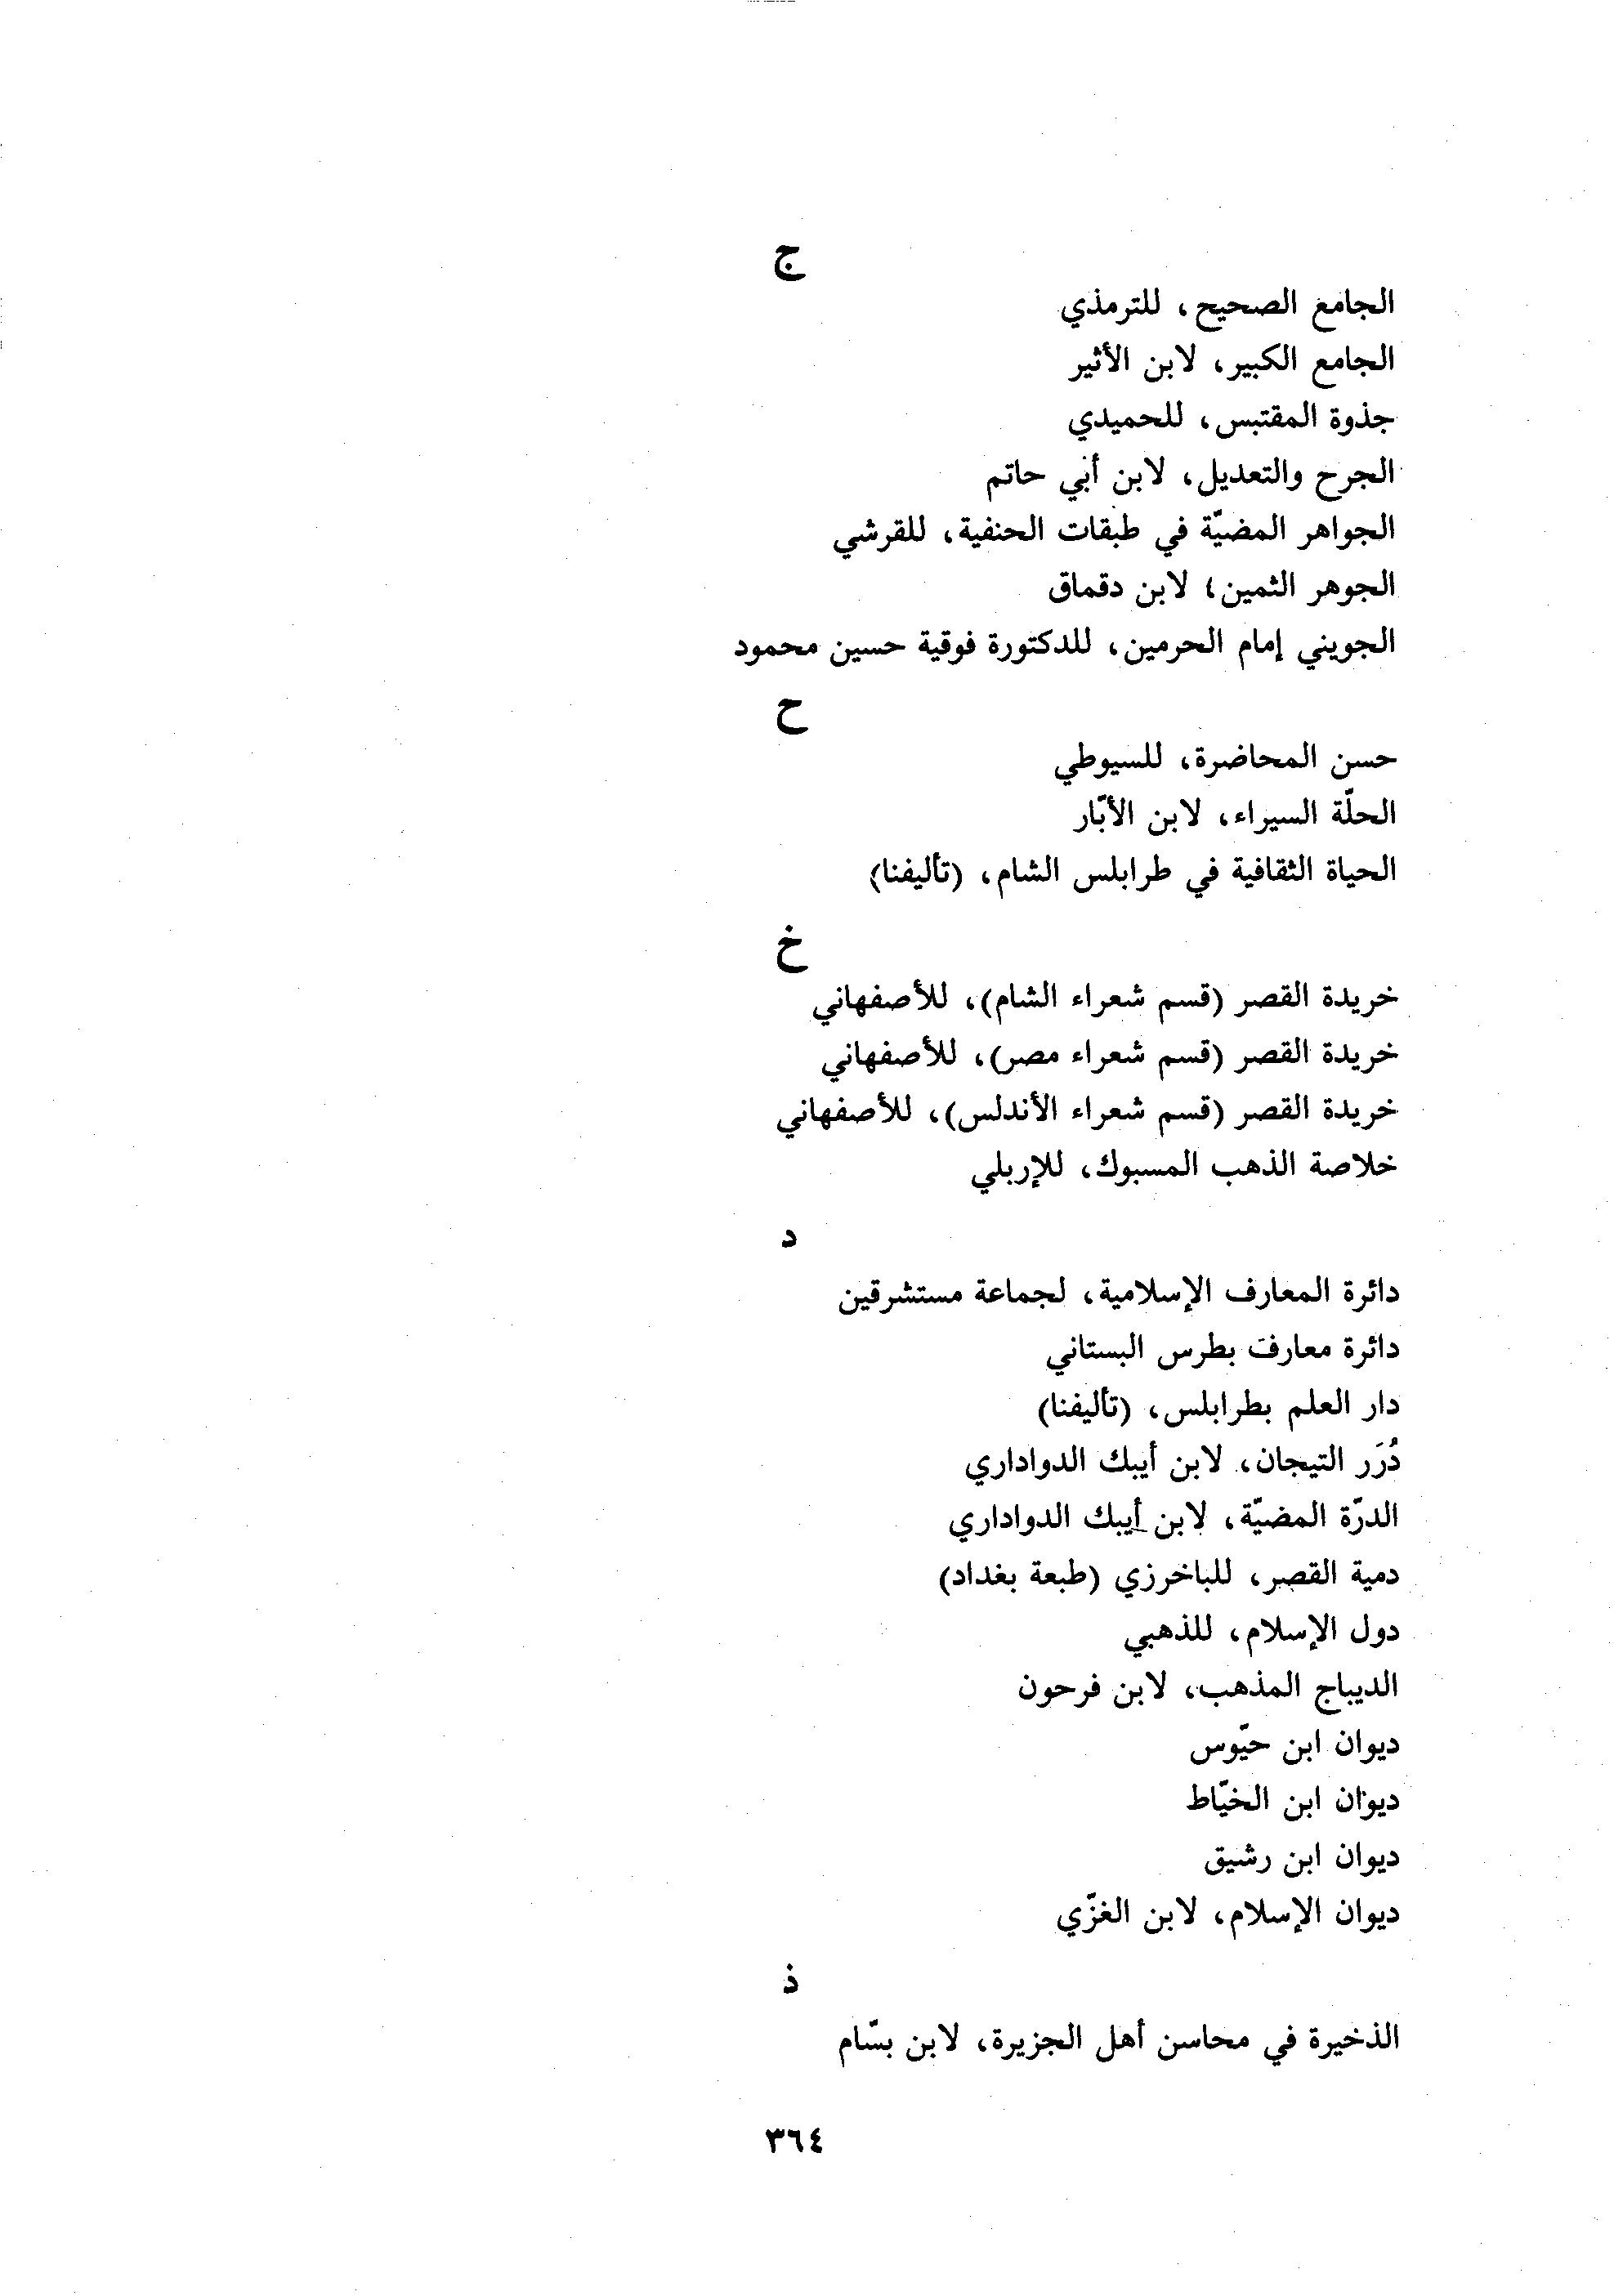 ج
الجامع الصحيح، للترمذي
الجامع الكبير، لابن الأثير
جذوة المقتبس، للحميدي
الجرح والتعديل، لابن أبي حاتم
الجواهر المضيّة في طبقات الحنفية، للقرشي
الجوهر الثمين؛ لابن دقماق
الجويني إمام الحرمين، للدكتورة فوقية حسين محمود
ح
حسن المحاضرة، للسيوطي
الحلّة السيراء، لابن الأبّار
الحياة الثقافية في طرابلس الشام، (تأليفنا)
خ
خريدة القصر (قسم شعراء الشام)، للأصفهاني
خريدة القصر (قسم شعراء مصر)، للأصفهاني
خريدة القصر (قسم شعراء الأندلس)، للأصفهاني
خلاصة الذهب المسبوك، للإربلي
د
دائرة المعارف الإسلامية، لجماعة مستشرقين
دائرة معارف بطرس البستاني
دار العلم بطرابلس، (تأليفنا)
دُرَر التيجان، لابن أيبك الدواداري
الدرّة المضيّة، لابن أيبك الدواداري
دمية القصر، للباخرزي (طبعة بغداد)
دول الإسلام، للذهبي
الديباج المذهب، لابن فرحون
ديوان ابن حيّوس
ديوان ابن الخيّاط
ديوان ابن رشيق
ديوان الإسلام، لابن الغزّي
ذ
الذخيرة في محاسن أهل الجزيرة، لابن بسّام
٣٦٤